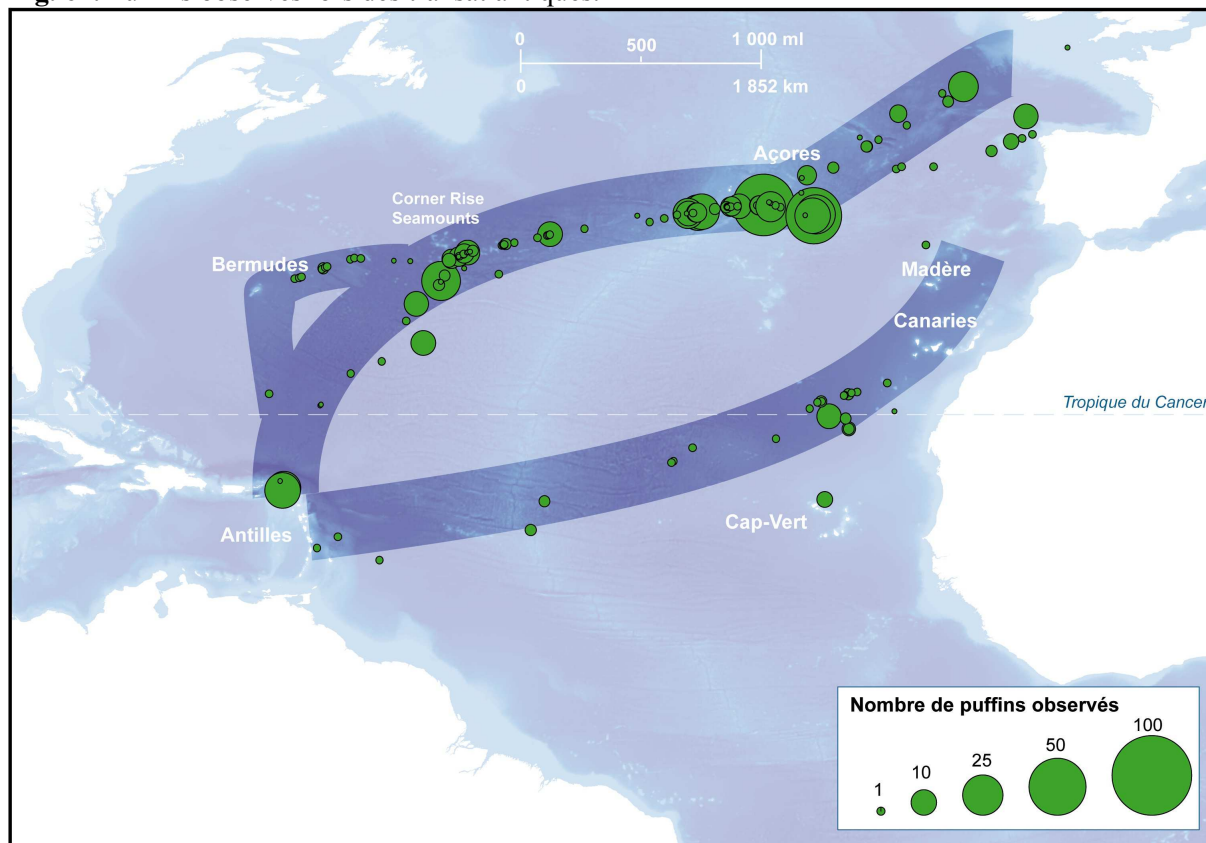 0 500 1 000 ml
0 1 852 km
Açores
Corner Rise
Seamounts
Bermudes
Madère
Canaries
Tropique du Cancer
Cap-Vert
Antilles
Nombre de puffins observés
1 10 25 50 100